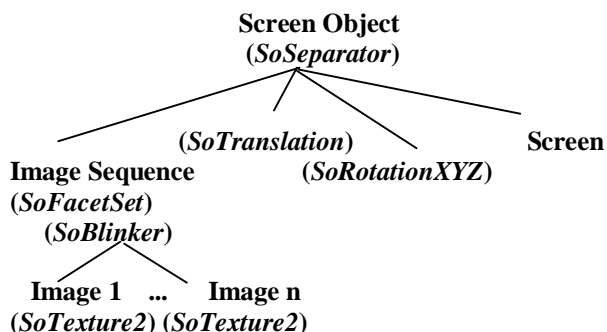 Screen Object
(SoSeparator)
(SoTranslation) Screen
Image Sequence (SoRotationXYZ)
(SoFacetSet)
(SoBlinker)
Image 1 ... Image n
(SoTexture2) (SoTexture2)